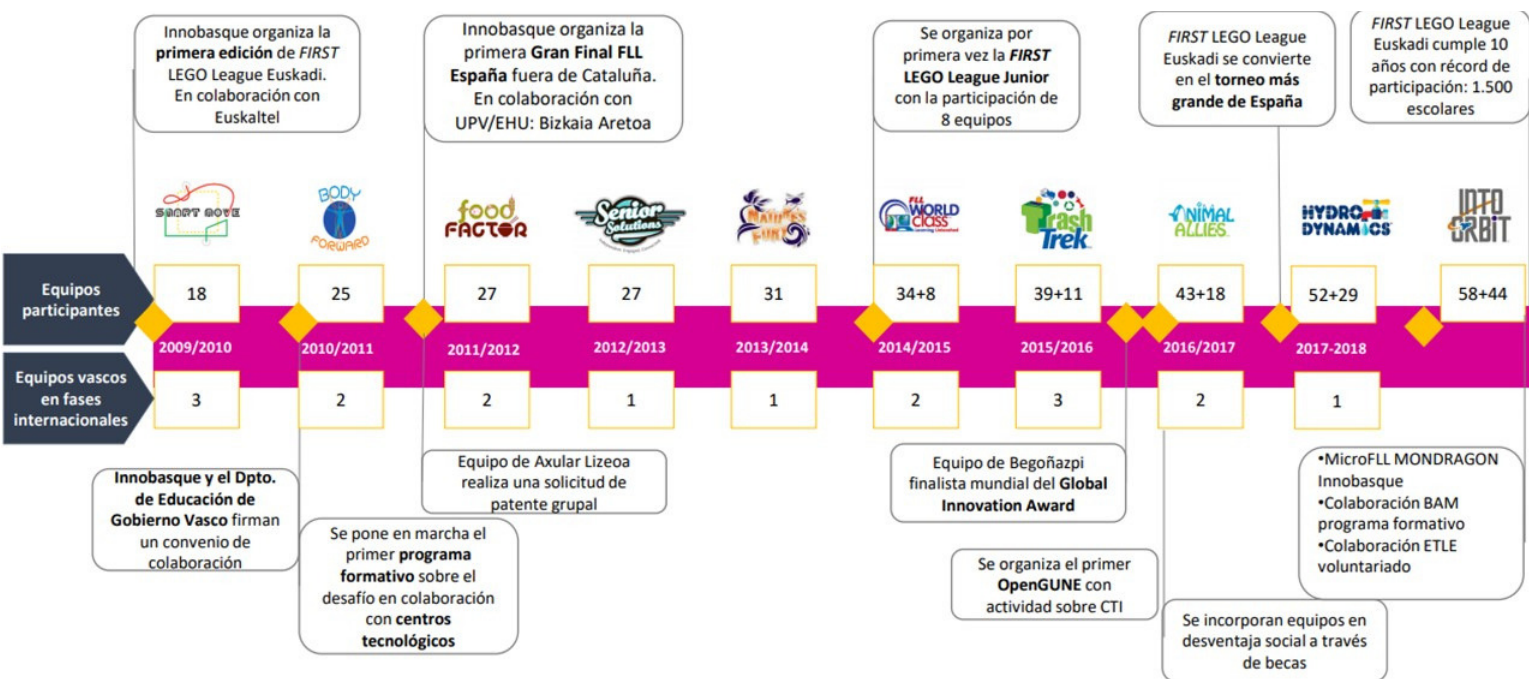 Innobasque organiza la
primera edición de FIRST
LEGO League Euskadi.
En colaboración con
Euskaltel
Innobasque organiza la
primera Gran Final FLL
España fuera de Cataluña.
En colaboración con
UPV/EHU: Bizkaia Aretoa
Se organiza por
primera vez la FIRST
LEGO League Junior
con la participación de
8 equipos
FIRST LEGO League
Euskadi se convierte
en el torneo más
grande de España
FIRST LEGO League
Euskadi cumple 10
años con récord de
participación: 1.500
escolares
SMART MOVE
BODY
FORWARD
food
FACTOR
Senior
Solutions
NATURE'S
FURY
FLL
WORLD
CLASS
Learning Unlimited
Trash
Trek
ANIMAL
ALLIES
HYDRO
DYNAMICS
INTO
ORBIT
Equipos
participantes
18
25
27
27
31
34+8
39+11
43+18
52+29
58+44
2009/2010
2010/2011
2011/2012
2012/2013
2013/2014
2014/2015
2015/2016
2016/2017
2017-2018
Equipos vascos
en fases
internacionales
3
2
2
1
1
2
3
2
1
Innobasque y el Dpto.
de Educación de
Gobierno Vasco firman
un convenio de
colaboración
Se pone en marcha el
primer programa
formativo sobre el
desafío en colaboración
con centros
tecnológicos
Equipo de Axular Lizeoa
realiza una solicitud de
patente grupal
Equipo de Begoñazpi
finalista mundial del Global
Innovation Award
Se organiza el primer
OpenGUNE con
actividad sobre CTI
Se incorporan equipos en
desventaja social a través
de becas
•MicroFLL MONDRAGON
Innobasque
•Colaboración BAM
programa formativo
•Colaboración ETLE
voluntariado